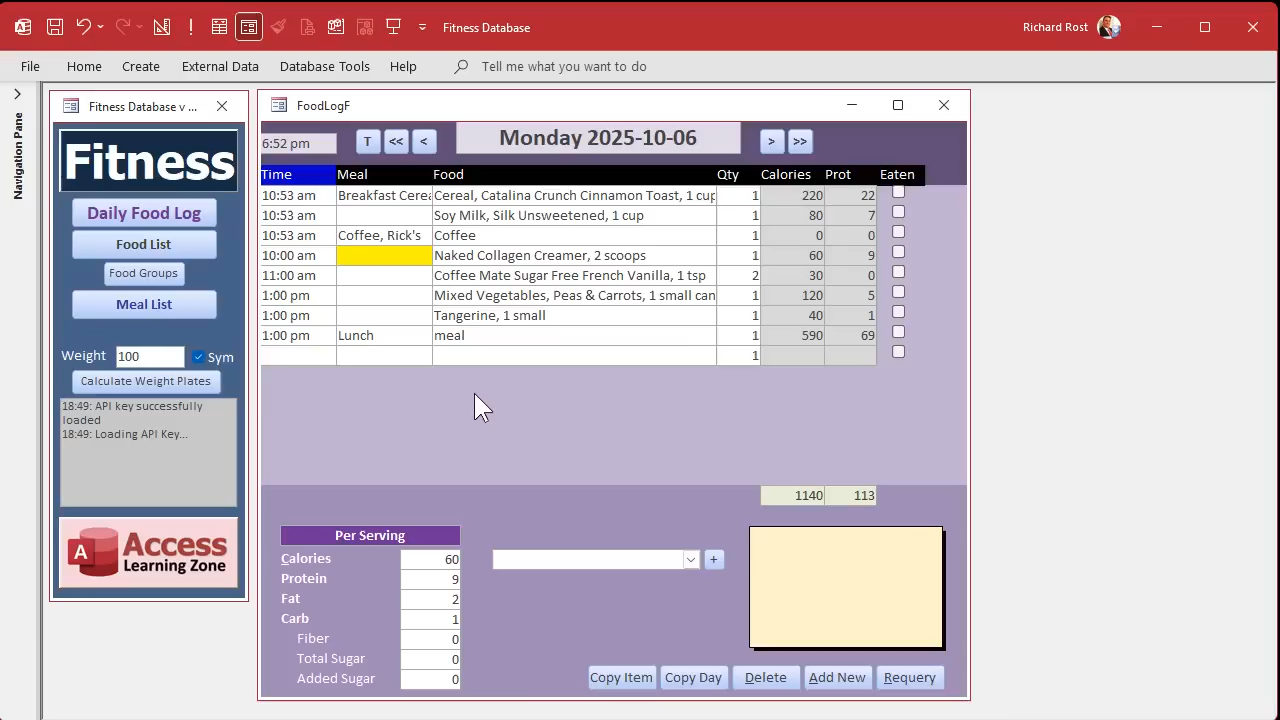 Fitness Database
Richard Rost
File Home Create External Data Database Tools Help Tell me what you want to do
Navigation Pane
Fitness Database v ...
Fitness
Daily Food Log
Food List
Food Groups
Meal List
Weight 100 Sym
Calculate Weight Plates
18:49: API key successfully
loaded
18:49: Loading API Key...
Access
Learning Zone
FoodLogF
6:52 pm T << < Monday 2025-10-06 > >>
Time Meal Food Qty Calories Prot Eaten
10:53 am Breakfast Cerea Cereal, Catalina Crunch Cinnamon Toast, 1 cup 1 220 22
10:53 am Soy Milk, Silk Unsweetened, 1 cup 1 80 7
10:53 am Coffee, Rick's Coffee 1 0 0
10:00 am Naked Collagen Creamer, 2 scoops 1 60 9
11:00 am Coffee Mate Sugar Free French Vanilla, 1 tsp 2 30 0
1:00 pm Mixed Vegetables, Peas & Carrots, 1 small can 1 120 5
1:00 pm Tangerine, 1 small 1 40 1
1:00 pm Lunch meal 1 590 69
1
1140 113
Per Serving
Calories 60
Protein 9
Fat 2
Carb 1
Fiber 0
Total Sugar 0
Added Sugar 0
+
Copy Item Copy Day Delete Add New Requery